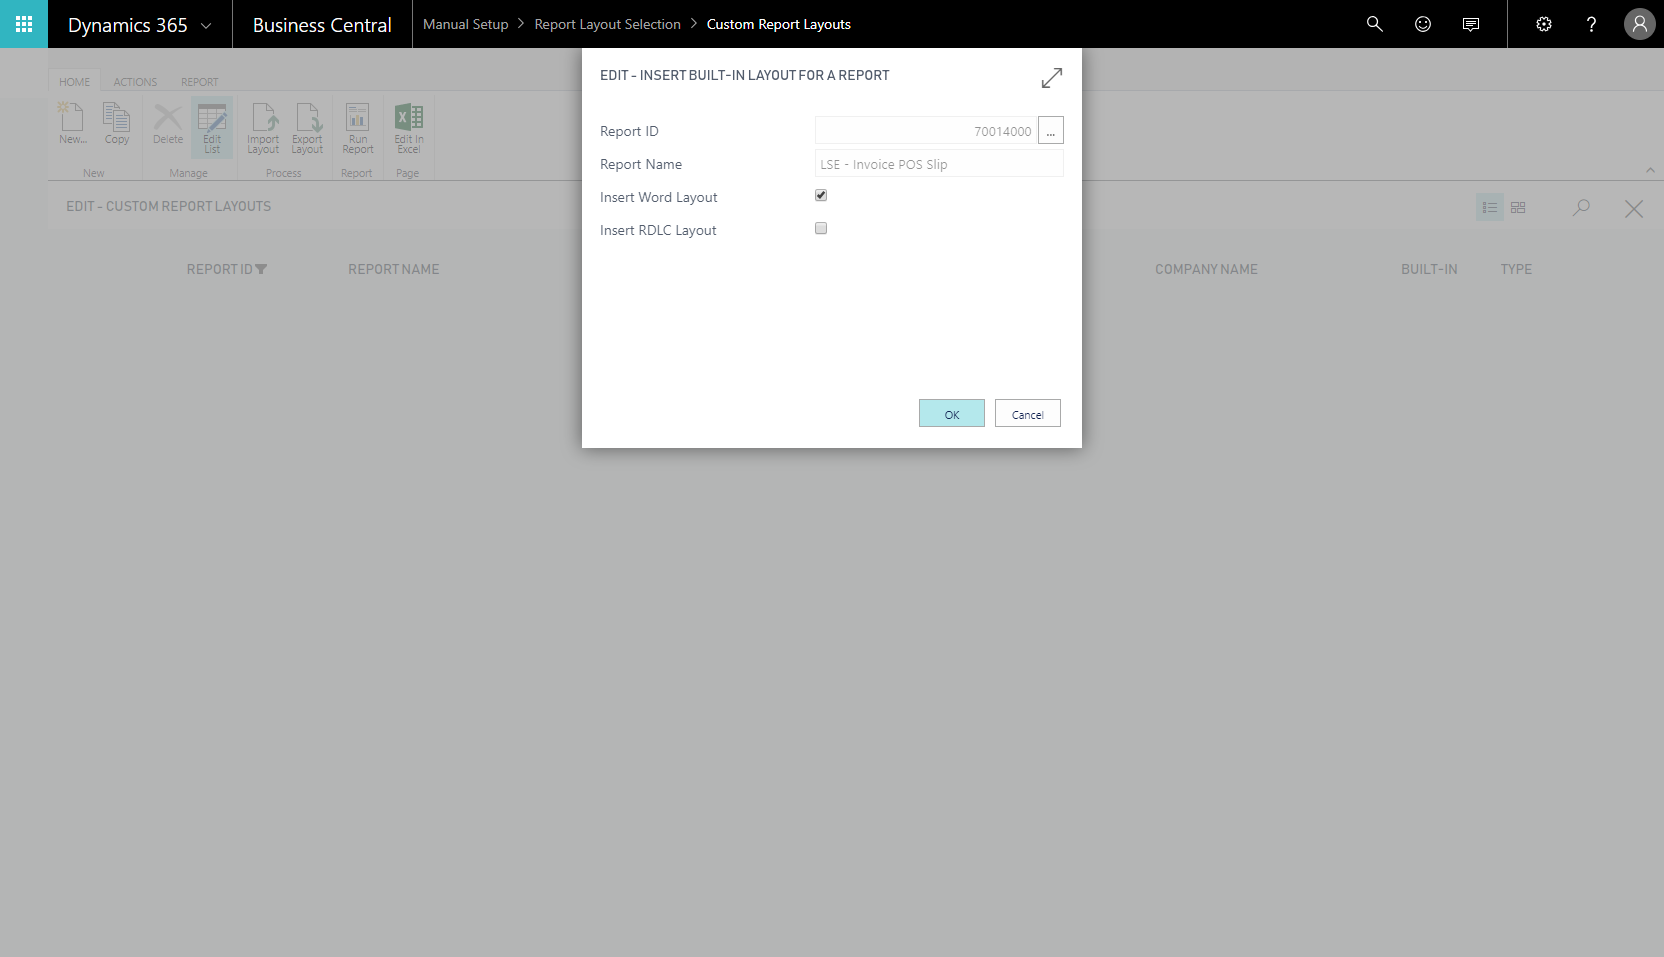 Dynamics 365
Business Central
Manual Setup > Report Layout Selection > Custom Report Layouts
HOME ACTIONS REPORT
New... Copy Delete Edit List Import Layout Export Layout Run Report Edit In Excel
New Manage Process Report Page
EDIT - CUSTOM REPORT LAYOUTS
REPORT ID REPORT NAME COMPANY NAME BUILT-IN TYPE
EDIT - INSERT BUILT-IN LAYOUT FOR A REPORT
Report ID 70014000 ...
Report Name LSE - Invoice POS Slip
Insert Word Layout
Insert RDLC Layout
OK Cancel